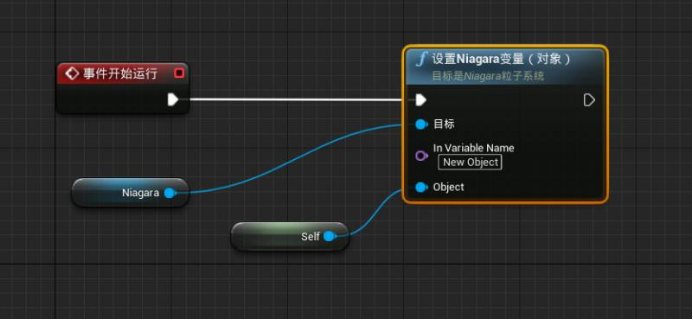 事件开始运行
设置Niagara变量（对象）
目标是Niagara粒子系统
目标
In Variable Name
New Object
Niagara
Object
Self